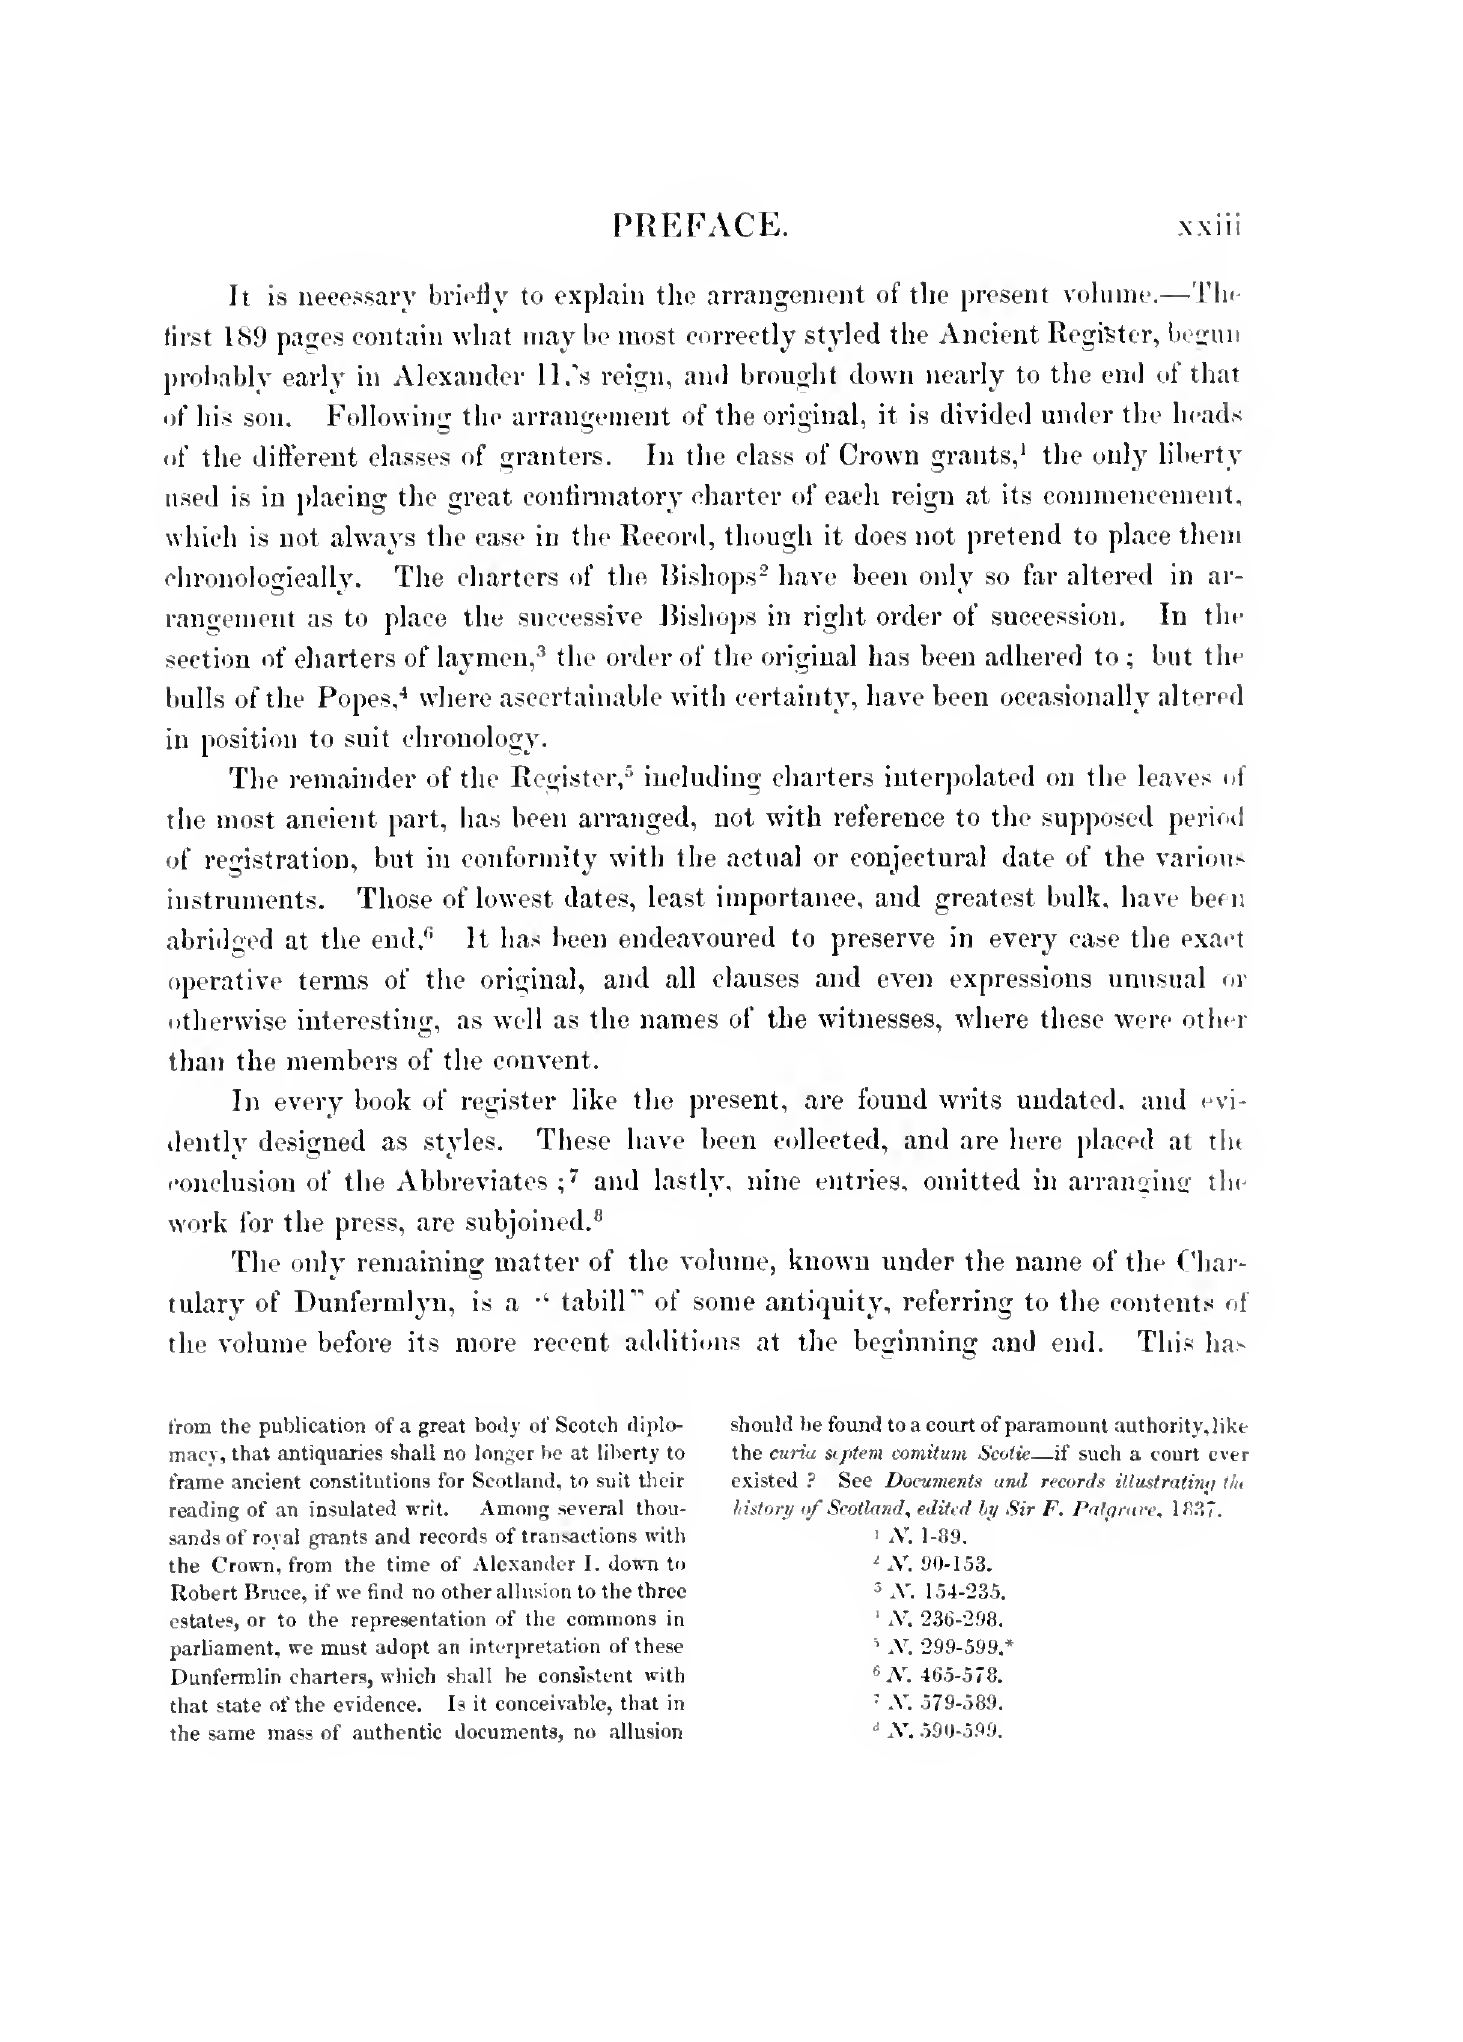 PREFACE. xxiii
It is necessary briefly to explain the arrangement of the present volume.—The
first 189 pages contain what may be most correctly styled the Ancient Register, begun
probably early in Alexander II.'s reign, and brought down nearly to the end of that
of his son. Following the arrangement of the original, it is divided under the heads
of the different classes of granters. In the class of Crown grants,¹ the only liberty
used is in placing the great confirmatory charter of each reign at its commencement,
which is not always the case in the Record, though it does not pretend to place them
chronologically. The charters of the Bishops² have been only so far altered in ar-
rangement as to place the successive Bishops in right order of succession. In the
section of charters of laymen,³ the order of the original has been adhered to; but the
bulls of the Popes,⁴ where ascertainable with certainty, have been occasionally altered
in position to suit chronology.
The remainder of the Register,⁵ including charters interpolated on the leaves of
the most ancient part, has been arranged, not with reference to the supposed period
of registration, but in conformity with the actual or conjectural date of the various
instruments. Those of lowest dates, least importance, and greatest bulk, have been
abridged at the end.⁶ It has been endeavoured to preserve in every case the exact
operative terms of the original, and all clauses and even expressions unusual or
otherwise interesting, as well as the names of the witnesses, where these were other
than the members of the convent.
In every book of register like the present, are found writs undated, and evi-
dently designed as styles. These have been collected, and are here placed at the
conclusion of the Abbreviates;⁷ and lastly, nine entries, omitted in arranging the
work for the press, are subjoined.⁸
The only remaining matter of the volume, known under the name of the Char-
tulary of Dunfermlyn, is a “tabill” of some antiquity, referring to the contents of
the volume before its more recent additions at the beginning and end. This has
from the publication of a great body of Scotch diplo-
macy, that antiquaries shall no longer be at liberty to
frame ancient constitutions for Scotland, to suit their
reading of an insulated writ. Among several thou-
sands of royal grants and records of transactions with
the Crown, from the time of Alexander I. down to
Robert Bruce, if we find no other allusion to the three
estates, or to the representation of the commons in
parliament, we must adopt an interpretation of these
Dunfermlin charters, which shall be consistent with
that state of the evidence. Is it conceivable, that in
the same mass of authentic documents, no allusion
should be found to a court of paramount authority, like
the curia septem comitum Scotie—if such a court ever
existed? See Documents and records illustrating the
history of Scotland, edited by Sir F. Palgrave, 1837.
¹ N. 1-89.
² N. 90-153.
³ N. 154-235.
⁴ N. 236-298.
⁵ N. 299-599.*
⁶ N. 465-578.
⁷ N. 579-589.
⁸ N. 590-599.